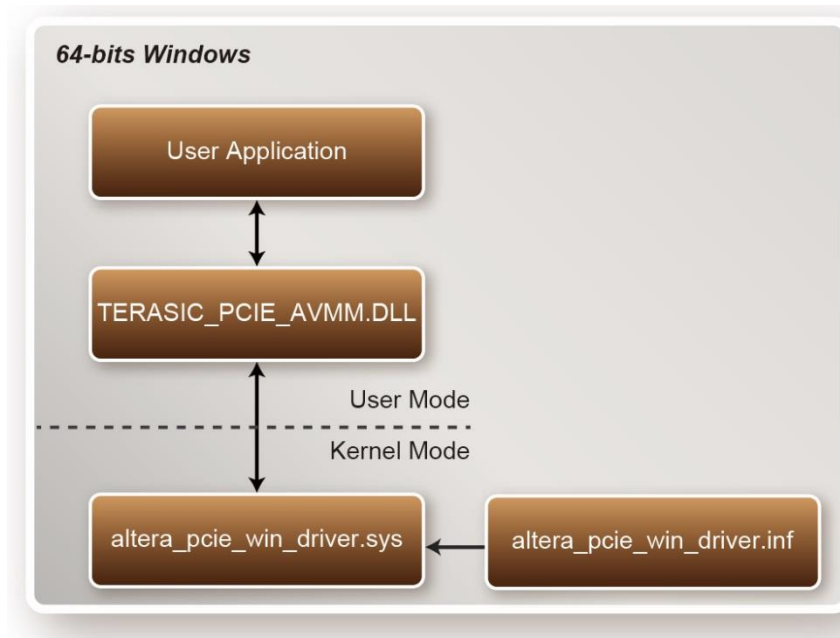 64-bits Windows
User Application
TERASIC_PCIE_AVMM.DLL
User Mode
Kernel Mode
altera_pcie_win_driver.sys
altera_pcie_win_driver.inf